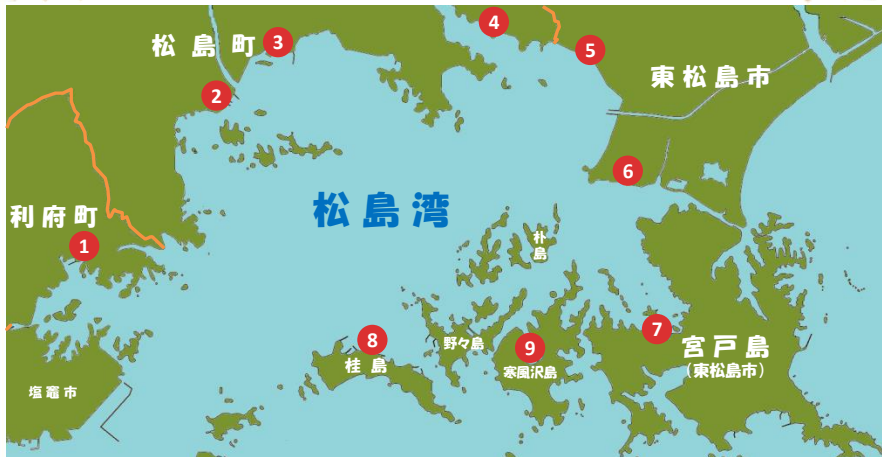 4
松島町
3
5
東松島市
2
6
松島湾
利府町
1
朴島
7
8
野々島
9
宮戸島
(東松島市)
桂島
寒風沢島
塩竈市